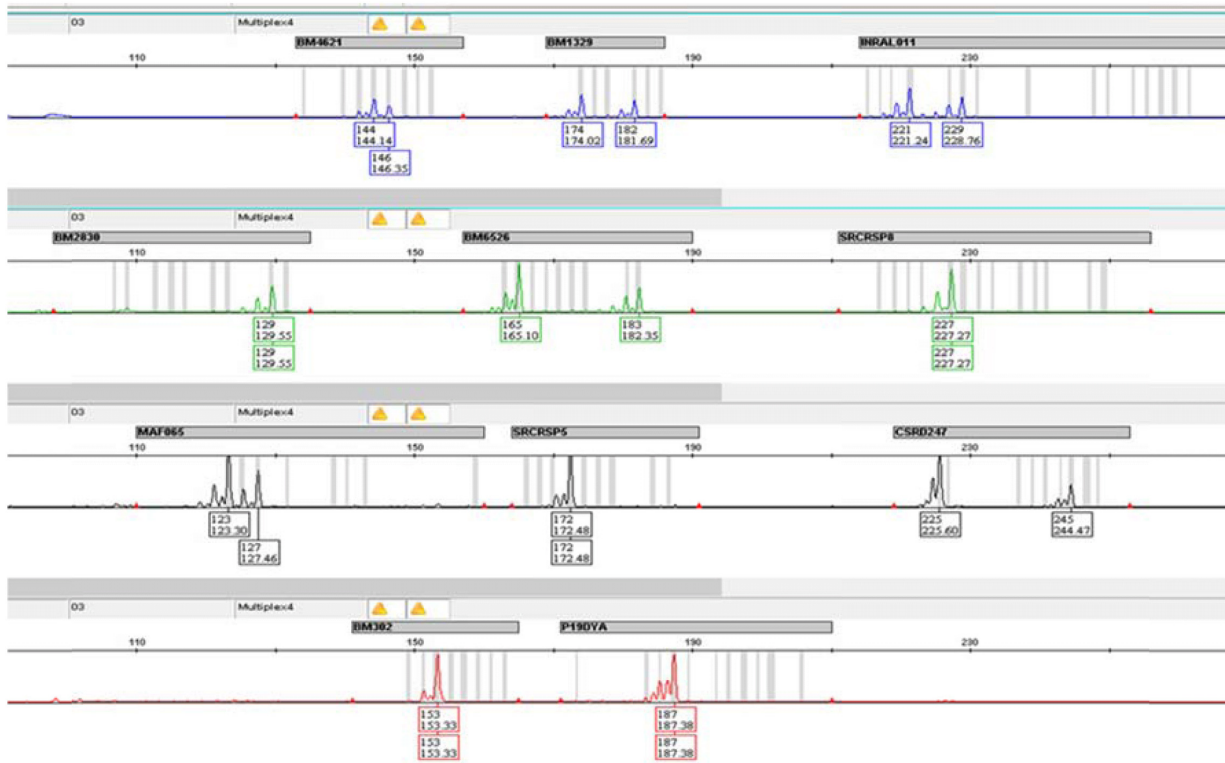 03 Multiplex4
BM4621 BM1329 INRAL011
110 150 190 230
144 174 182 221 229
144.14 174.02 181.69 221.24 228.76
146
146.35
03 Multiplex4
BM2830 BM6526 SRCRSP8
110 150 190 230
129 165 183 227
129.55 165.10 182.35 227.27
129 227
129.55 227.27
03 Multiplex4
MAF065 SRCRSP5 CSRD247
110 150 190 230
123 172 225 245
123.30 172.48 225.60 244.47
127 172
127.46 172.48
03 Multiplex4
BM302 P19DYA
110 150 190 230
153 187
153.33 187.38
153 187
153.33 187.38